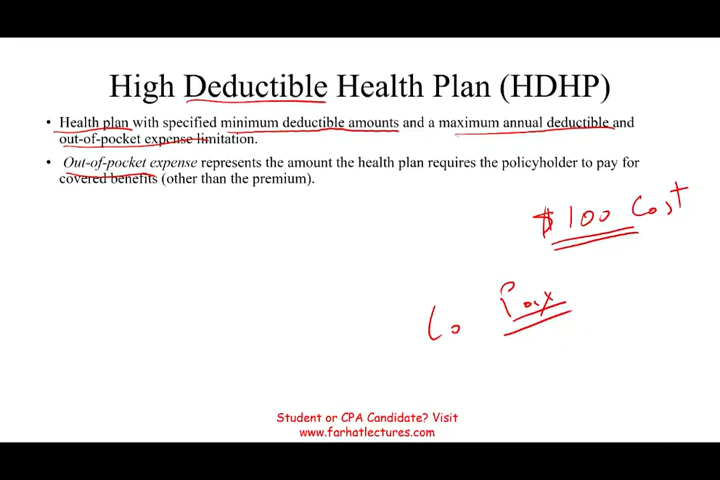 High Deductible Health Plan (HDHP)
• Health plan with specified minimum deductible amounts and a maximum annual deductible and
out-of-pocket expense limitation.
• Out-of-pocket expense represents the amount the health plan requires the policyholder to pay for
covered benefits (other than the premium).
$100 Cost
Co Pay
Student or CPA Candidate? Visit
www.farhatlectures.com